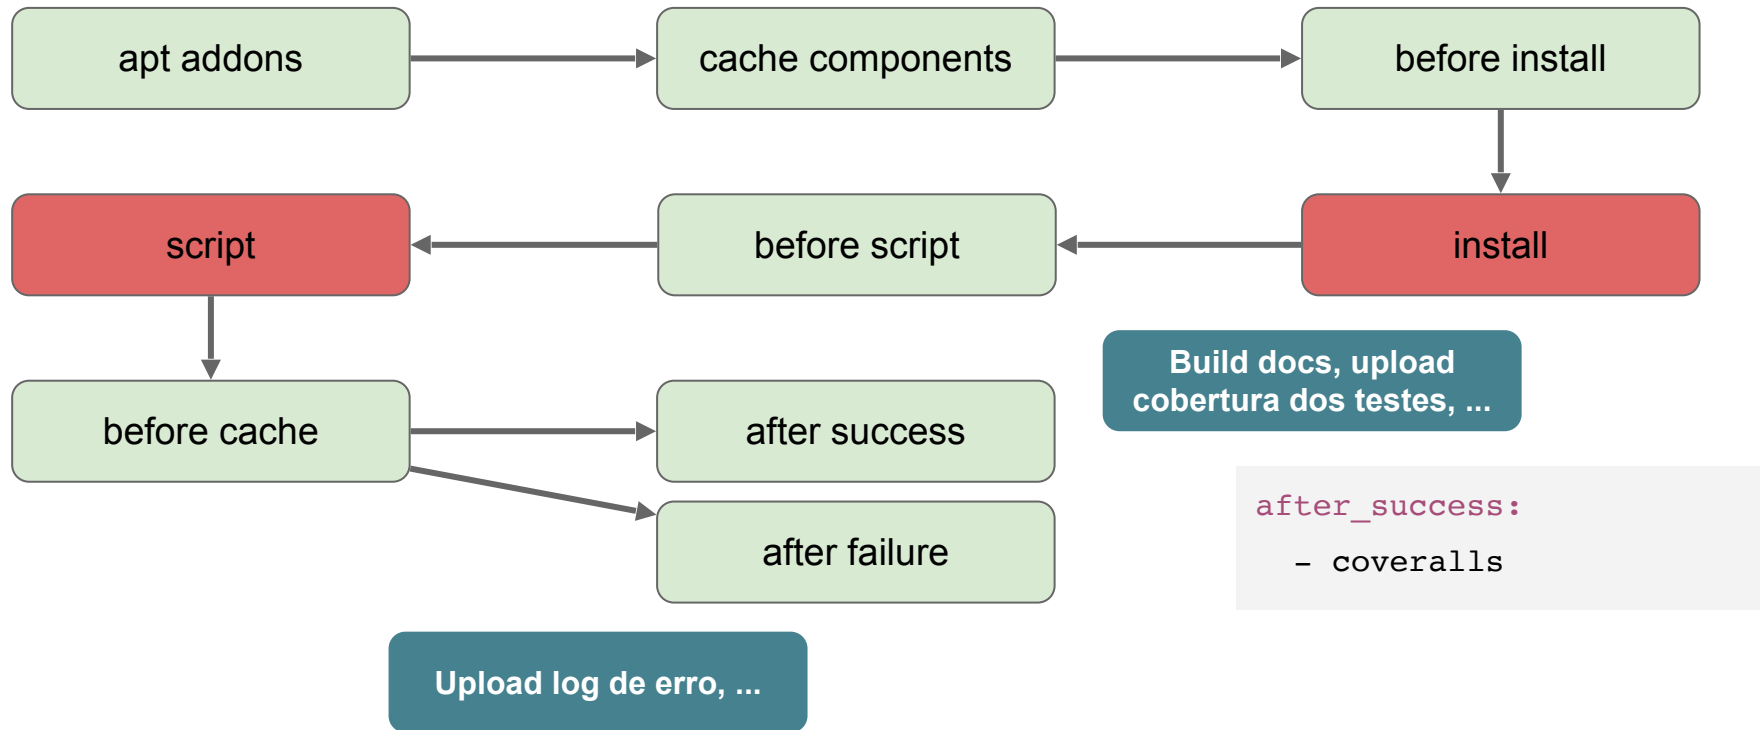 apt addons
cache components
before install
script
before script
install
Build docs, upload
cobertura dos testes, ...
before cache
after success
after_success:
- coveralls
after failure
Upload log de erro, ...